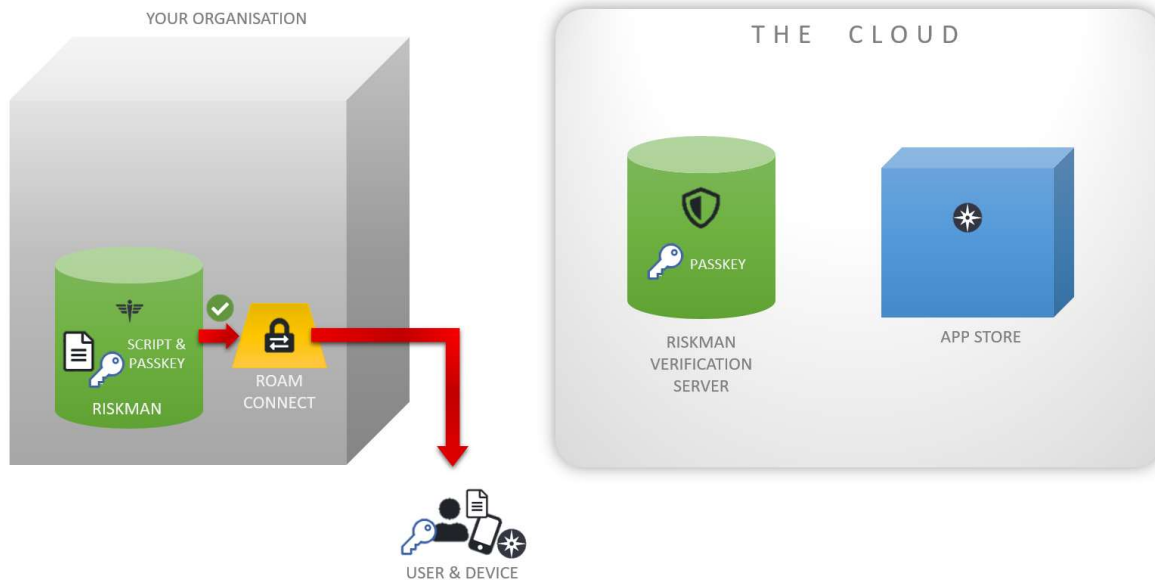 YOUR ORGANISATION
THE CLOUD
SCRIPT &
PASSKEY
RISKMAN
ROAM
CONNECT
PASSKEY
RISKMAN
VERIFICATION
SERVER
APP STORE
USER & DEVICE